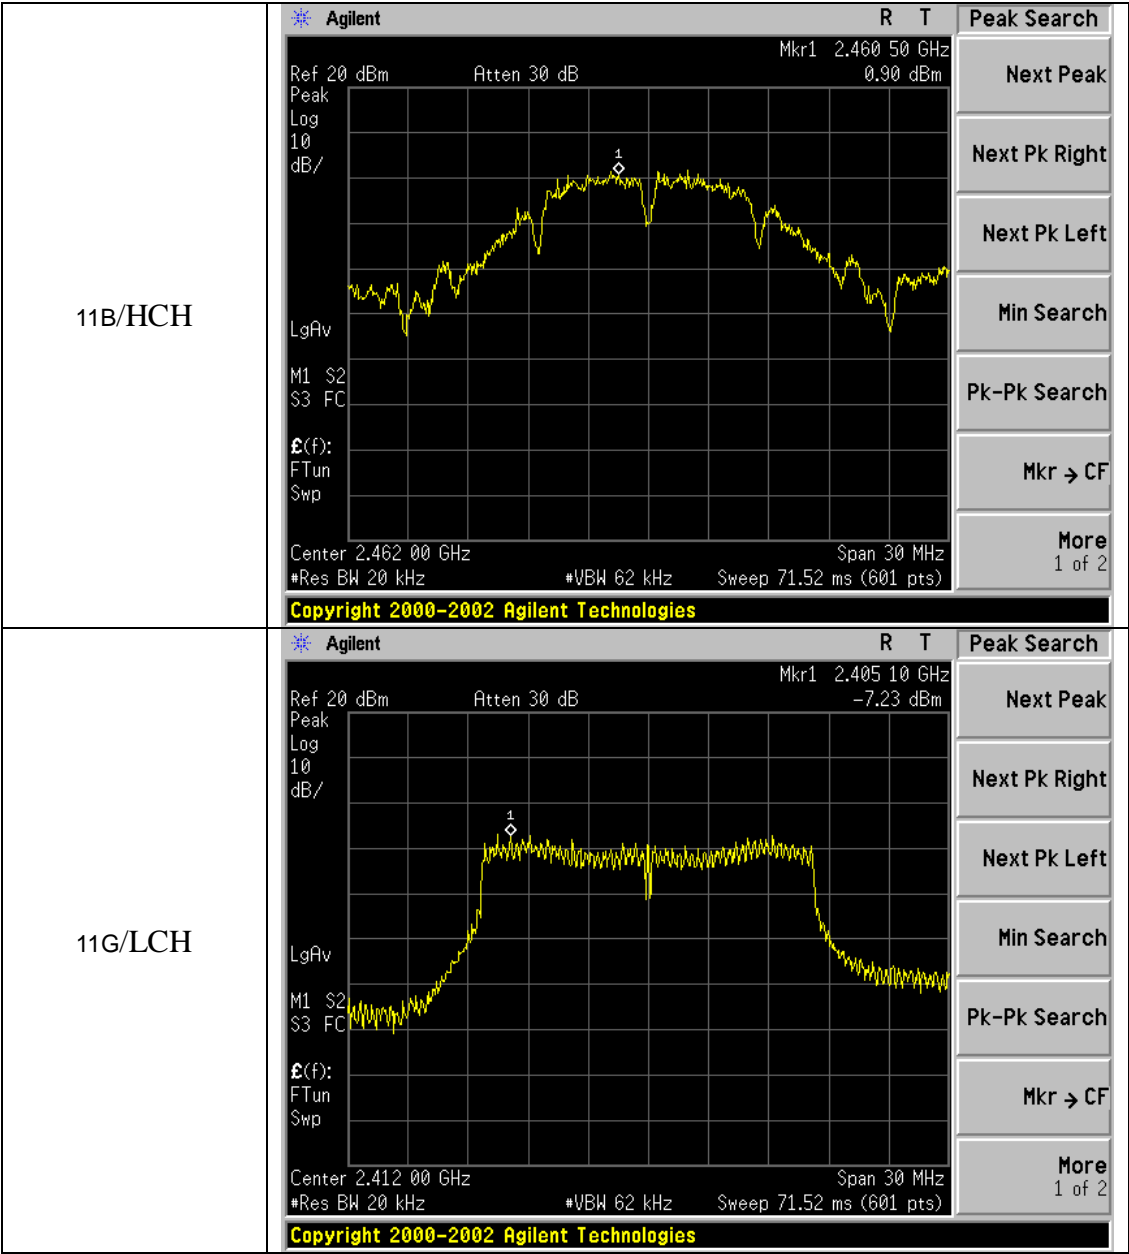 11B/HCH
Agilent R T Peak Search
Mkr1 2.460 50 GHz
Ref 20 dBm Atten 30 dB 0.90 dBm
Peak
Log
10
dB/
1
LgAv
M1 S2
S3 FC
£(f):
FTun
Swp
Center 2.462 00 GHz Span 30 MHz
#Res BW 20 kHz #VBW 62 kHz Sweep 71.52 ms (601 pts)
Copyright 2000-2002 Agilent Technologies
Next Peak
Next Pk Right
Next Pk Left
Min Search
Pk-Pk Search
Mkr → CF
More
1 of 2
11G/LCH
Agilent R T Peak Search
Mkr1 2.405 10 GHz
Ref 20 dBm Atten 30 dB -7.23 dBm
Peak
Log
10
dB/
1
LgAv
M1 S2
S3 FC
£(f):
FTun
Swp
Center 2.412 00 GHz Span 30 MHz
#Res BW 20 kHz #VBW 62 kHz Sweep 71.52 ms (601 pts)
Copyright 2000-2002 Agilent Technologies
Next Peak
Next Pk Right
Next Pk Left
Min Search
Pk-Pk Search
Mkr → CF
More
1 of 2